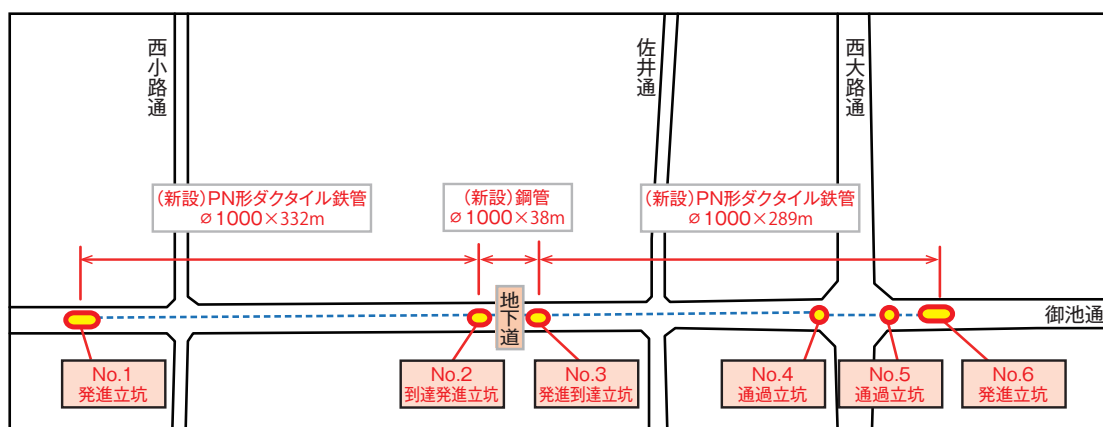 西小路通
佐井通
西大路通
(新設)PN形ダクタイル鉄管
⌀1000×332m
(新設)鋼管
⌀1000×38m
(新設)PN形ダクタイル鉄管
⌀1000×289m
地下道
御池通
No.1
発進立坑
No.2
到達発進立坑
No.3
発進到達立坑
No.4
通過立坑
No.5
通過立坑
No.6
発進立坑